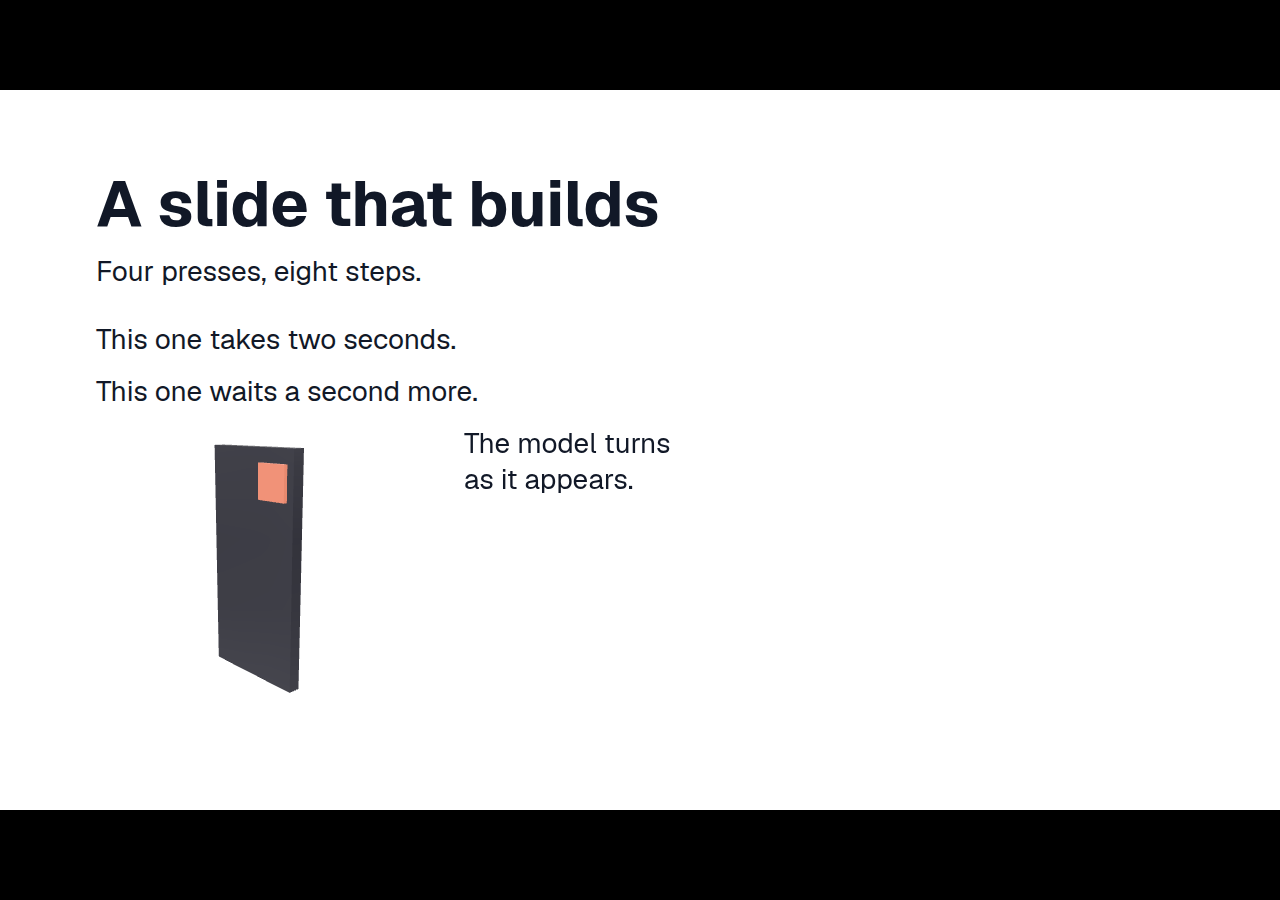 A slide that builds
Four presses, eight steps.
This one takes two seconds.
This one waits a second more.
The model turns
as it appears.